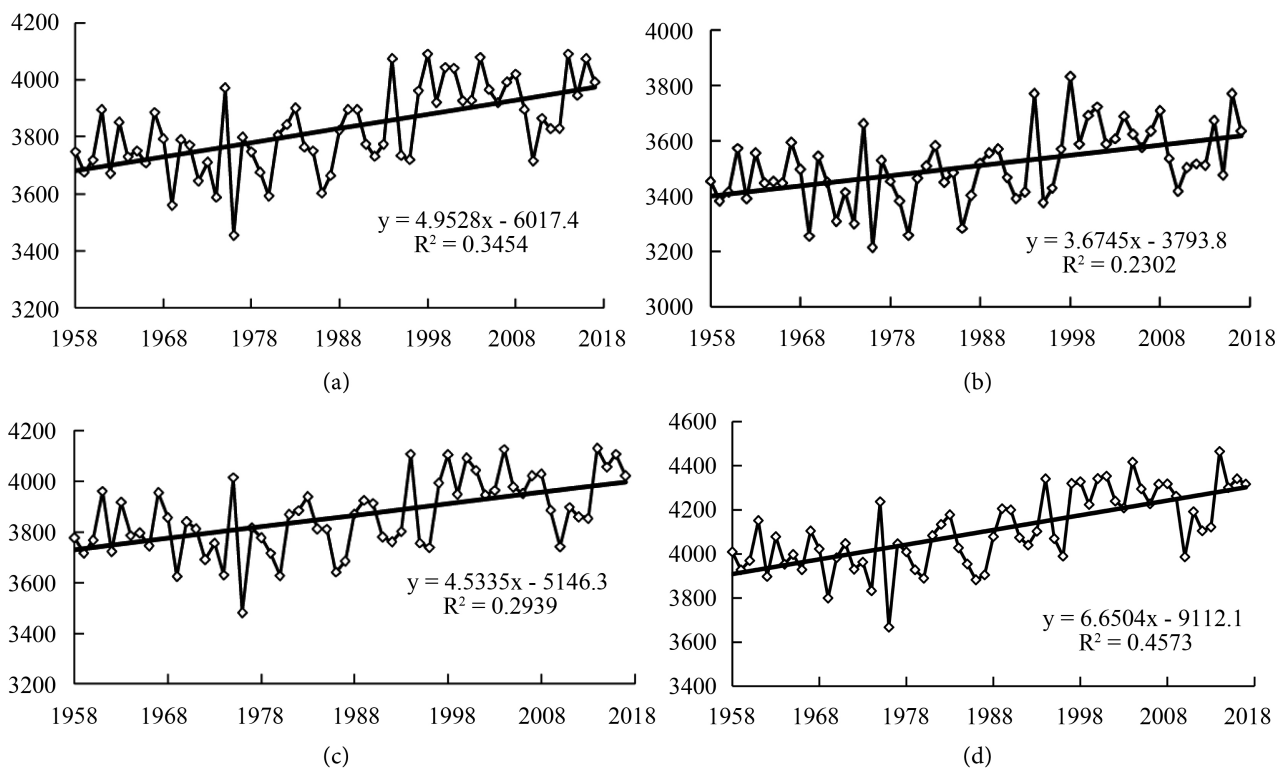 4200
4000
3800
3600
3400
3200
1958 1968 1978 1988 1998 2008 2018
y = 4.9528x - 6017.4
R² = 0.3454
(a)
4000
3800
3600
3400
3200
3000
1958 1968 1978 1988 1998 2008 2018
y = 3.6745x - 3793.8
R² = 0.2302
(b)
4200
4000
3800
3600
3400
3200
1958 1968 1978 1988 1998 2008 2018
y = 4.5335x - 5146.3
R² = 0.2939
(c)
4600
4400
4200
4000
3800
3600
3400
1958 1968 1978 1988 1998 2008 2018
y = 6.6504x - 9112.1
R² = 0.4573
(d)